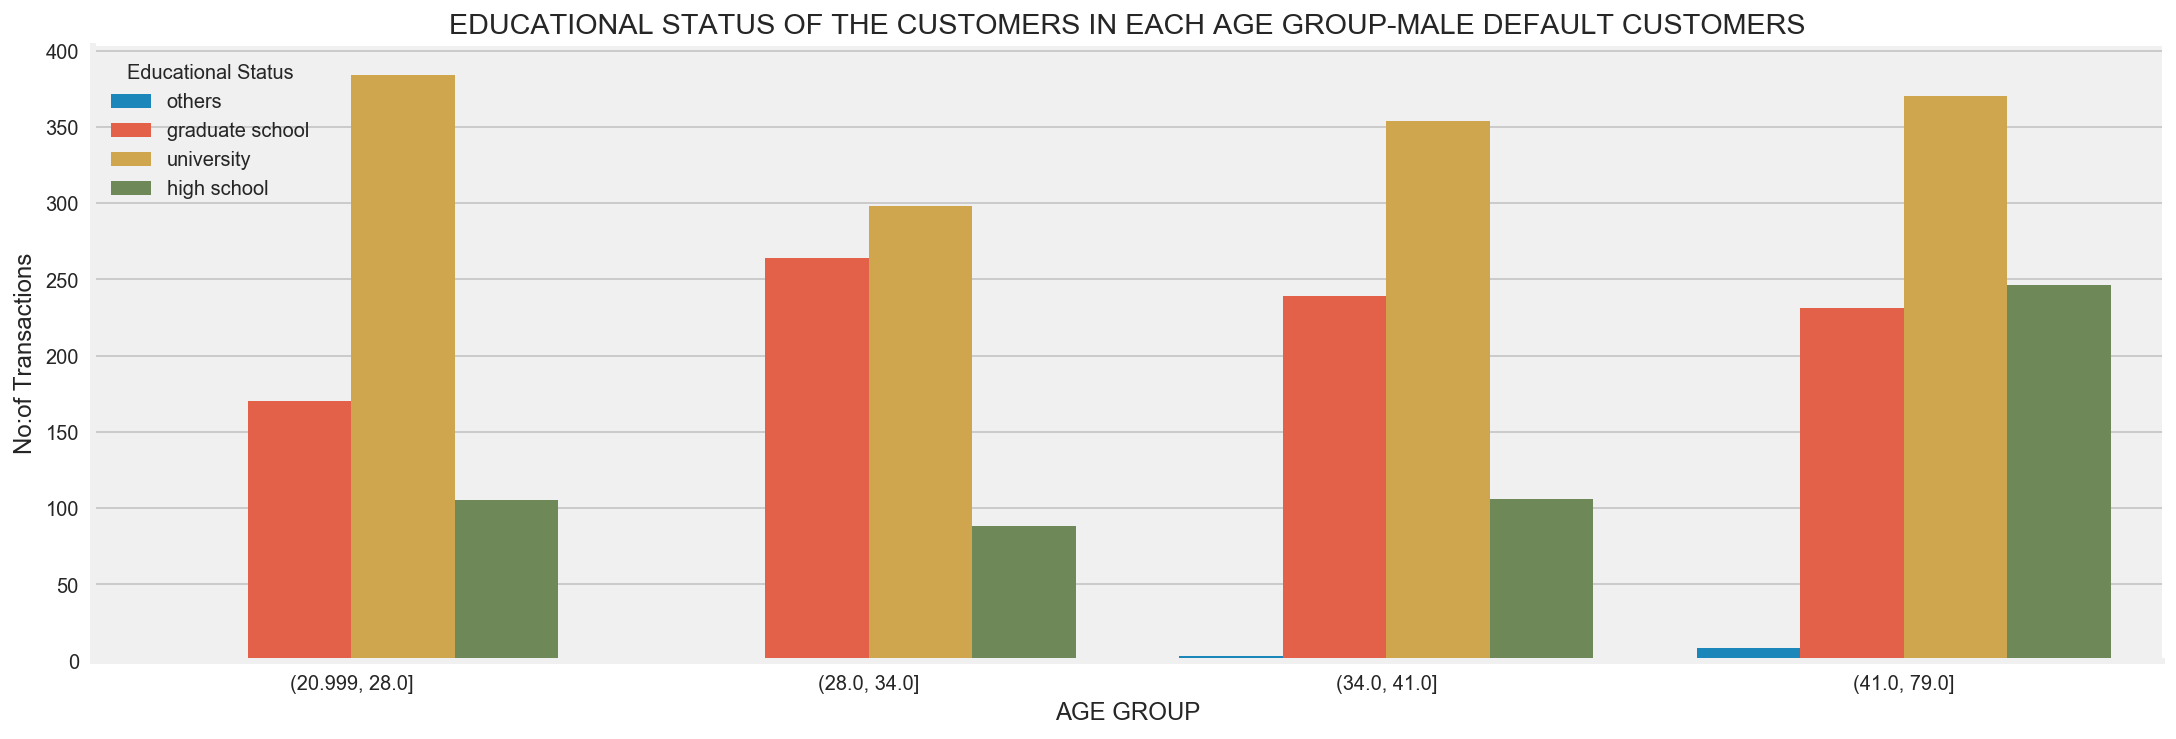 EDUCATIONAL STATUS OF THE CUSTOMERS IN EACH AGE GROUP-MALE DEFAULT CUSTOMERS
No:of Transactions
400
350
300
250
200
150
100
50
0
Educational Status
others
graduate school
university
high school
(20.999, 28.0]
(28.0, 34.0]
(34.0, 41.0]
(41.0, 79.0]
AGE GROUP